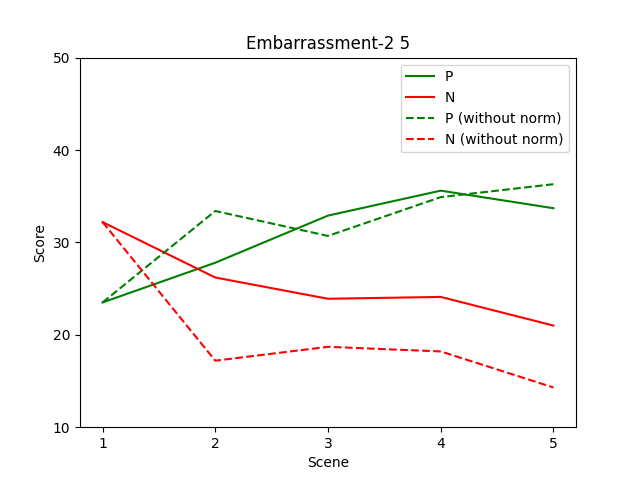 Embarrassment-2 5
50
40
30
20
10
Score
P
N
P (without norm)
N (without norm)
1 2 3 4 5
Scene